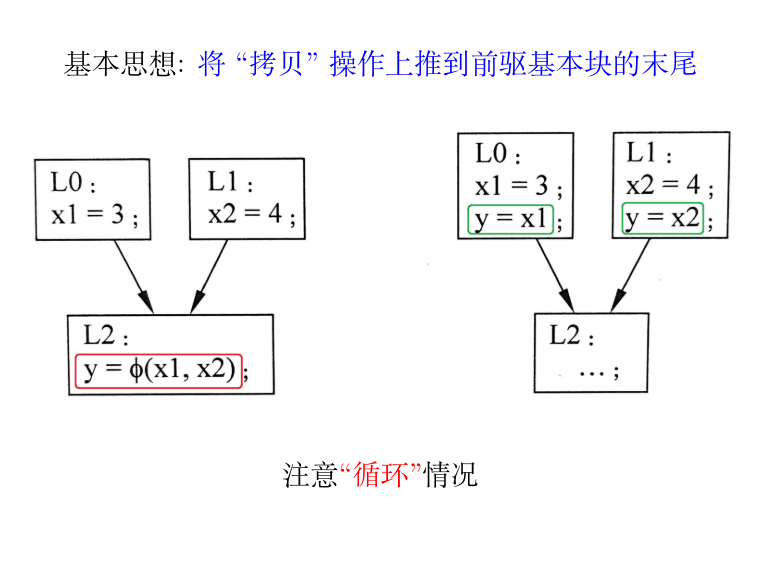 基本思想: 将 “拷贝” 操作上推到前驱基本块的末尾
L0：
x1 = 3；
L1：
x2 = 4；
L2：
y = ϕ(x1, x2)；
L0：
x1 = 3；
y = x1；
L1：
x2 = 4；
y = x2；
L2：
…；
注意“循环”情况